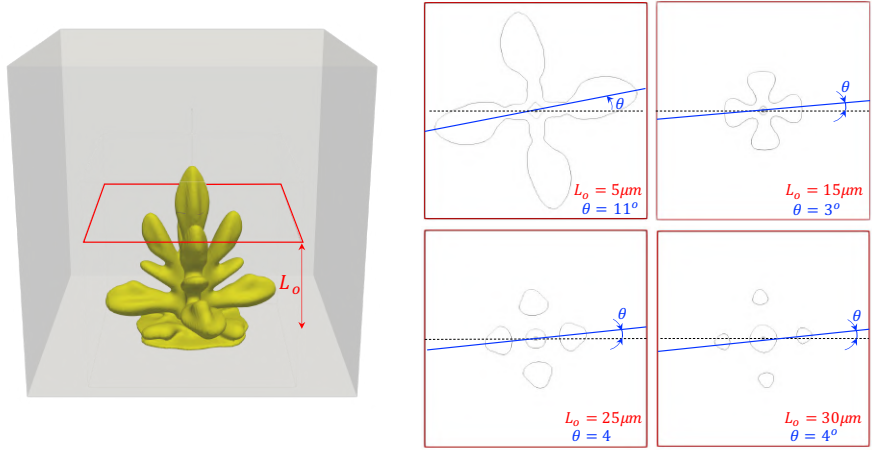 L_o
θ
L_o = 5μm
θ = 11°
θ
L_o = 15μm
θ = 3°
θ
L_o = 25μm
θ = 4
θ
L_o = 30μm
θ = 4°